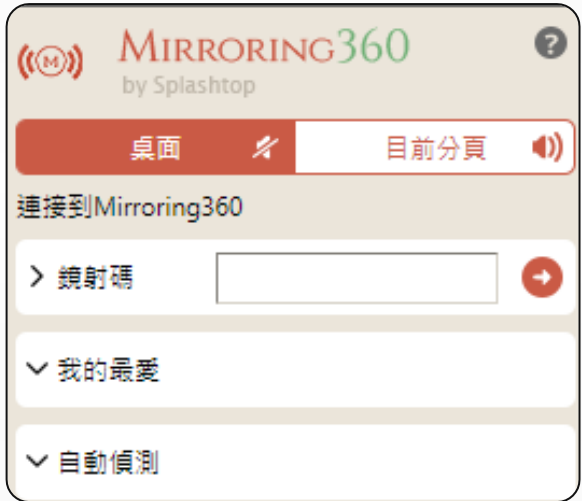 ((M)) MIRRORING360 ?
by Splashtop
桌面 目前分頁
連接到Mirroring360
鏡射碼
我的最愛
自動偵測